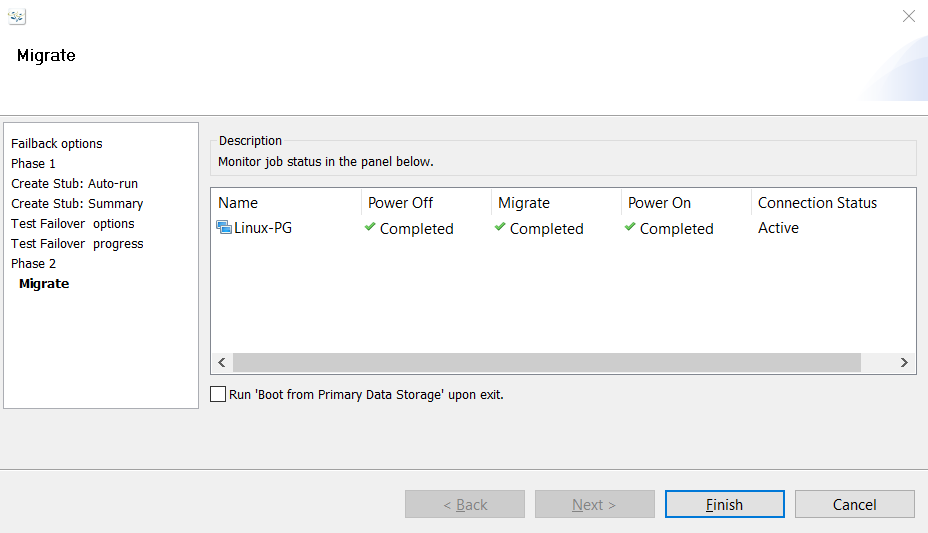 Migrate
Failback options
Phase 1
Create Stub: Auto-run
Create Stub: Summary
Test Failover  options
Test Failover  progress
Phase 2
Migrate
Description
Monitor job status in the panel below.
Name Power Off Migrate Power On Connection Status
Linux-PG Completed Completed Completed Active
Run 'Boot from Primary Data Storage' upon exit.
< Back Next > Finish Cancel